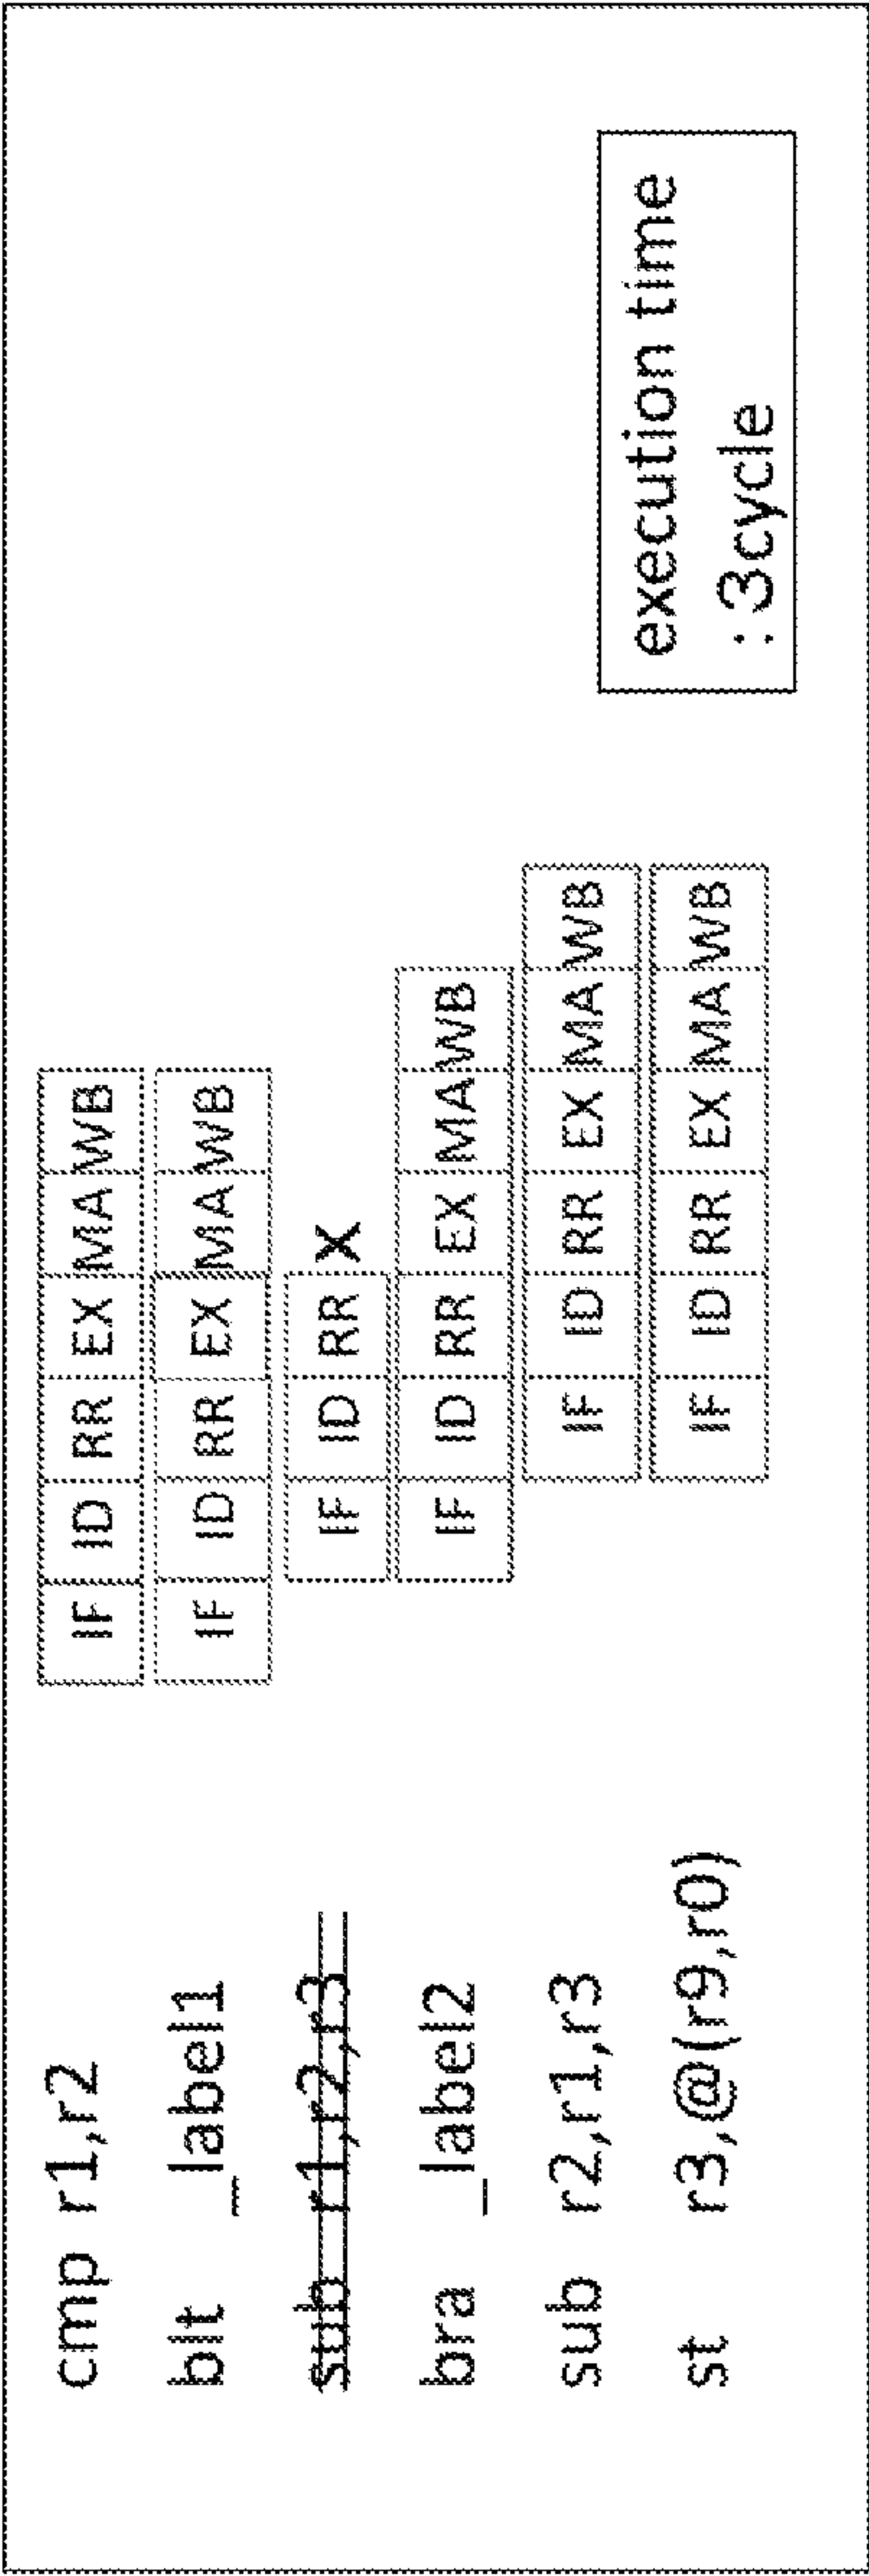 cmp r1,r2 IF ID RR EX MA WB
blt _label1 IF ID RR EX MA WB
sub r1,r2,r3 IF ID RR X
bra _label2 IF ID RR EX MA WB
sub r2,r1,r3 IF ID RR EX MA WB
st r3,@(r9,r0) IF ID RR EX MA WB
execution time
:3cycle